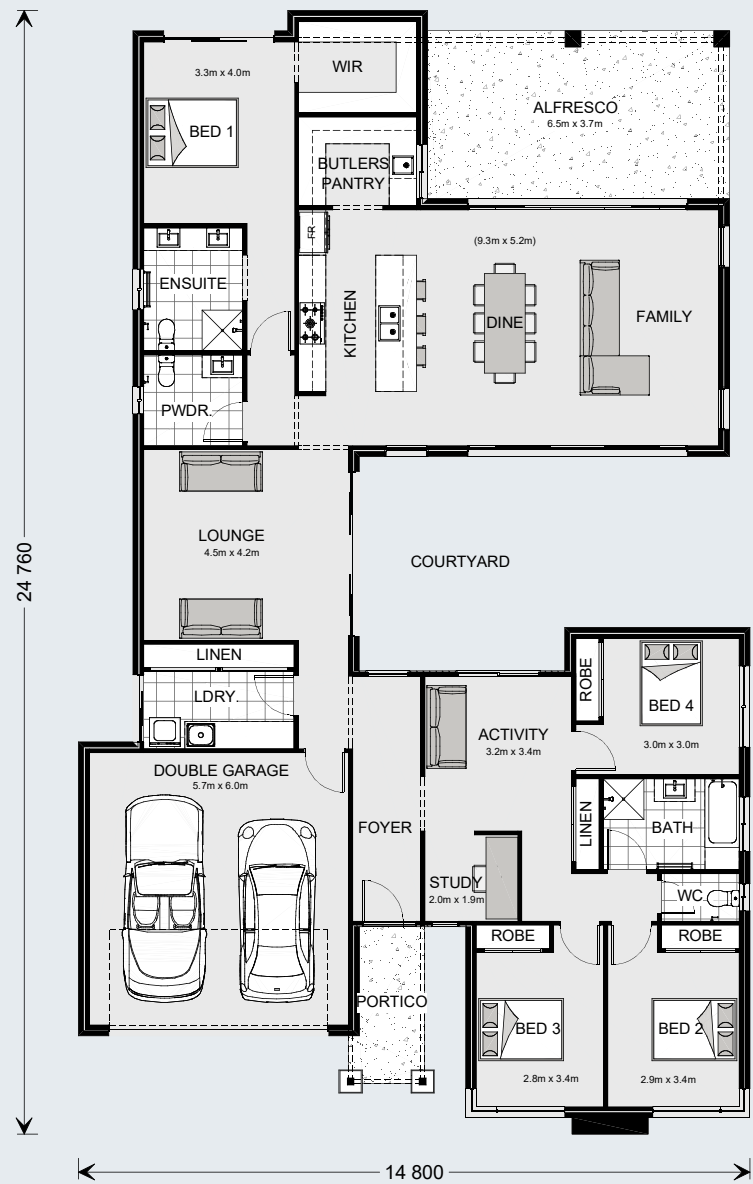 WIR
3.3m x 4.0m
BED 1
ALFRESCO
6.5m x 3.7m
BUTLERS
PANTRY
FR
(9.3m x 5.2m)
ENSUITE
KITCHEN
DINE
FAMILY
PWDR.
LOUNGE
4.5m x 4.2m
COURTYARD
24 760
LINEN
LDRY.
ROBE
BED 4
3.0m x 3.0m
ACTIVITY
3.2m x 3.4m
DOUBLE GARAGE
5.7m x 6.0m
FOYER
LINEN
BATH
STUDY
2.0m x 1.9m
WC
ROBE
ROBE
PORTICO
BED 3
2.8m x 3.4m
BED 2
2.9m x 3.4m
14 800